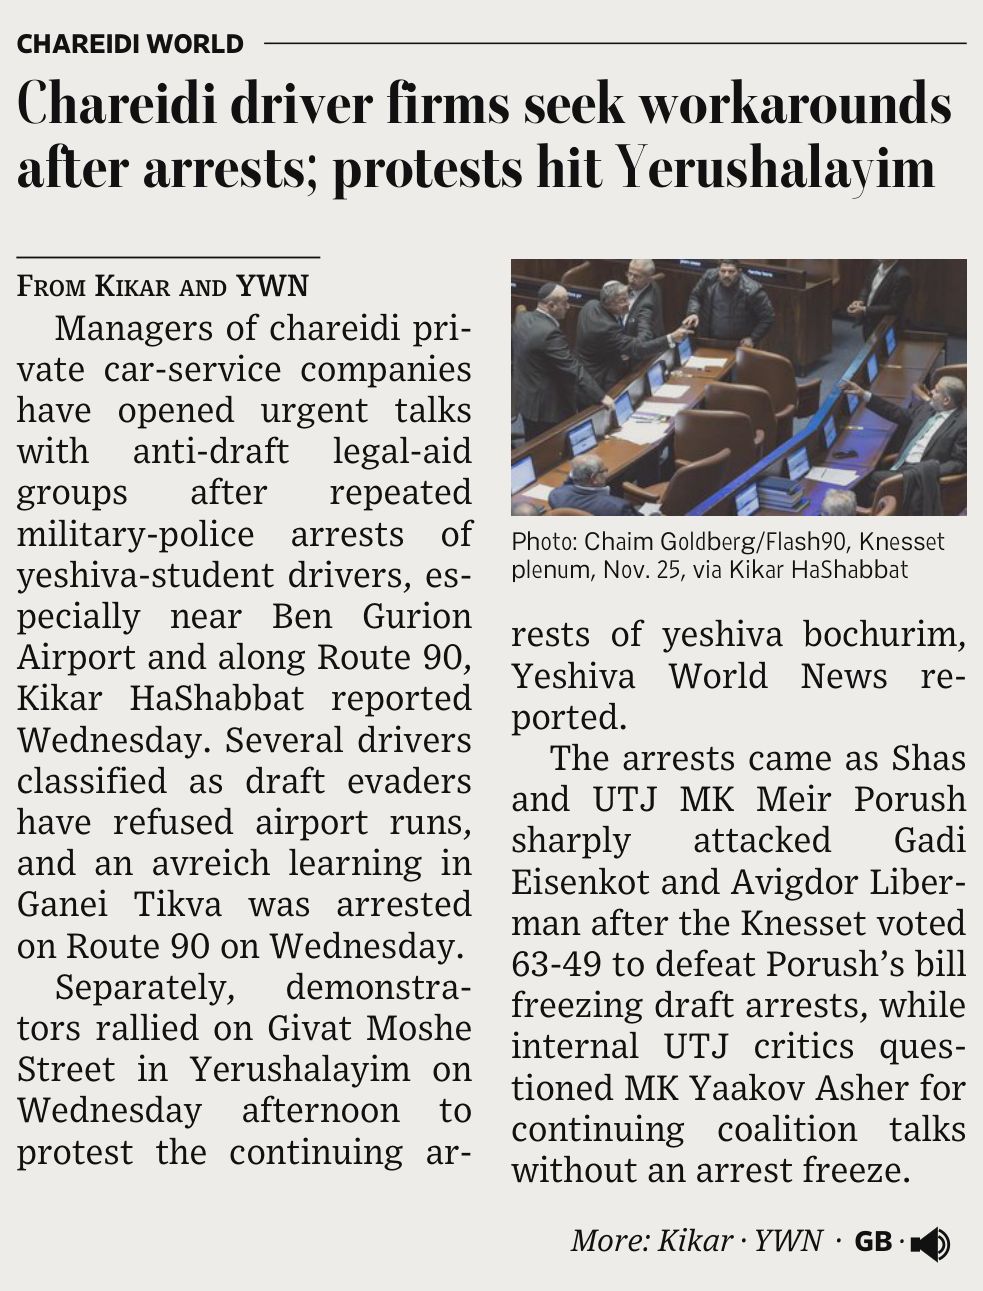 CHAREIDI WORLD
Chareidi driver firms seek workarounds
after arrests; protests hit Yerushalayim
FROM KIKAR AND YWN
Managers of chareidi pri-
vate car-service companies
have opened urgent talks
with anti-draft legal-aid
groups after repeated
military-police arrests of
yeshiva-student drivers, es-
pecially near Ben Gurion
Airport and along Route 90,
Kikar HaShabbat reported
Wednesday. Several drivers
classified as draft evaders
have refused airport runs,
and an avreich learning in
Ganei Tikva was arrested
on Route 90 on Wednesday.
Separately, demonstra-
tors rallied on Givat Moshe
Street in Yerushalayim on
Wednesday afternoon to
protest the continuing ar-
Photo: Chaim Goldberg/Flash90, Knesset
plenum, Nov. 25, via Kikar HaShabbat
rests of yeshiva bochurim,
Yeshiva World News re-
ported.
The arrests came as Shas
and UTJ MK Meir Porush
sharply attacked Gadi
Eisenkot and Avigdor Liber-
man after the Knesset voted
63-49 to defeat Porush’s bill
freezing draft arrests, while
internal UTJ critics ques-
tioned MK Yaakov Asher for
continuing coalition talks
without an arrest freeze.
More: Kikar · YWN · GB ·